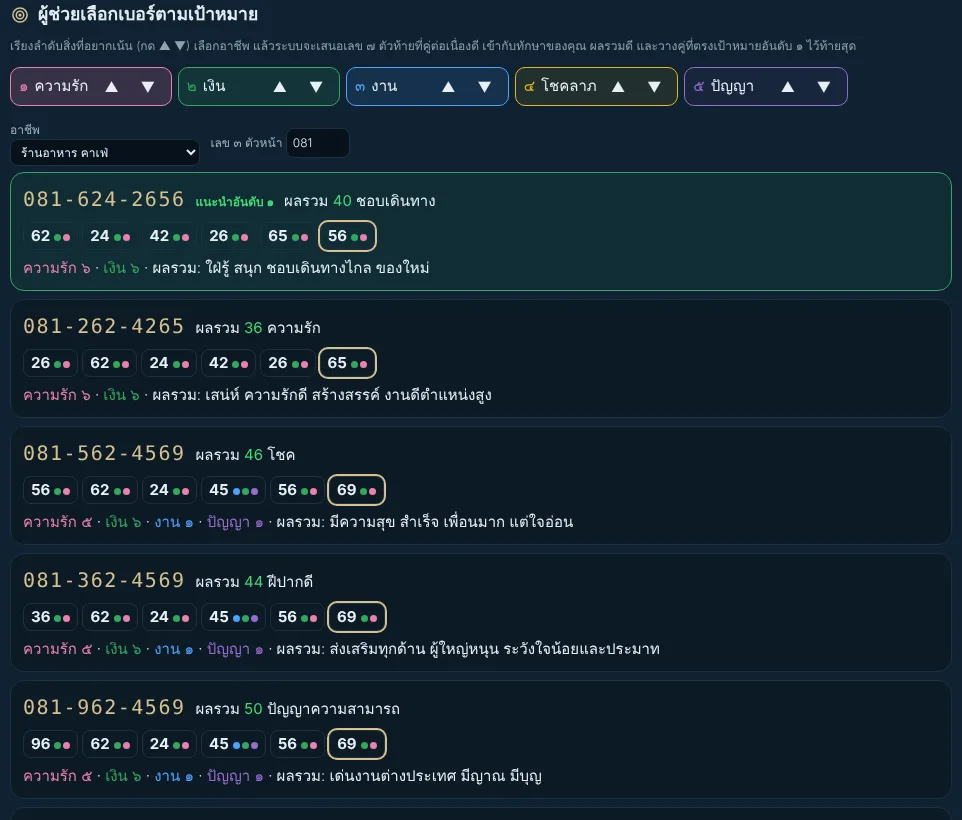 ผู้ช่วยเลือกเบอร์ตามเป้าหมาย
เรียงลำดับสิ่งที่อยากเน้น (กด ▲ ▼) เลือกอาชีพ แล้วระบบจะเสนอเลข ๗ ตัวท้ายที่คู่ต่อเนื่องดี เข้ากับทักษาของคุณ ผลรวมดี และวางคู่ที่ตรงเป้าหมายอันดับ ๑ ไว้ท้ายสุด
๑ ความรัก ▲ ▼ ๒ เงิน ▲ ▼ ๓ งาน ▲ ▼ ๔ โชคลาภ ▲ ▼ ๕ ปัญญา ▲ ▼
อาชีพ
ร้านอาหาร คาเฟ่ เลข ๓ ตัวหน้า 081
081-624-2656 แนะนำอันดับ ๑ ผลรวม 40 ชอบเดินทาง
62 24 42 26 65 56
ความรัก ๖ · เงิน ๖ · ผลรวม: ใฝ่รู้ สนุก ชอบเดินทางไกล ของใหม่
081-262-4265 ผลรวม 36 ความรัก
26 62 24 42 26 65
ความรัก ๖ · เงิน ๖ · ผลรวม: เสน่ห์ ความรักดี สร้างสรรค์ งานดีตำแหน่งสูง
081-562-4569 ผลรวม 46 โชค
56 62 24 45 56 69
ความรัก ๕ · เงิน ๖ · งาน ๑ · ปัญญา ๑ · ผลรวม: มีความสุข สำเร็จ เพื่อนมาก แต่ใจอ่อน
081-362-4569 ผลรวม 44 ฝีปากดี
36 62 24 45 56 69
ความรัก ๕ · เงิน ๖ · งาน ๑ · ปัญญา ๑ · ผลรวม: ส่งเสริมทุกด้าน ผู้ใหญ่หนุน ระวังใจน้อยและประมาท
081-962-4569 ผลรวม 50 ปัญญาความสามารถ
96 62 24 45 56 69
ความรัก ๕ · เงิน ๖ · งาน ๑ · ปัญญา ๑ · ผลรวม: เด่นงานต่างประเทศ มีญาณ มีบุญ